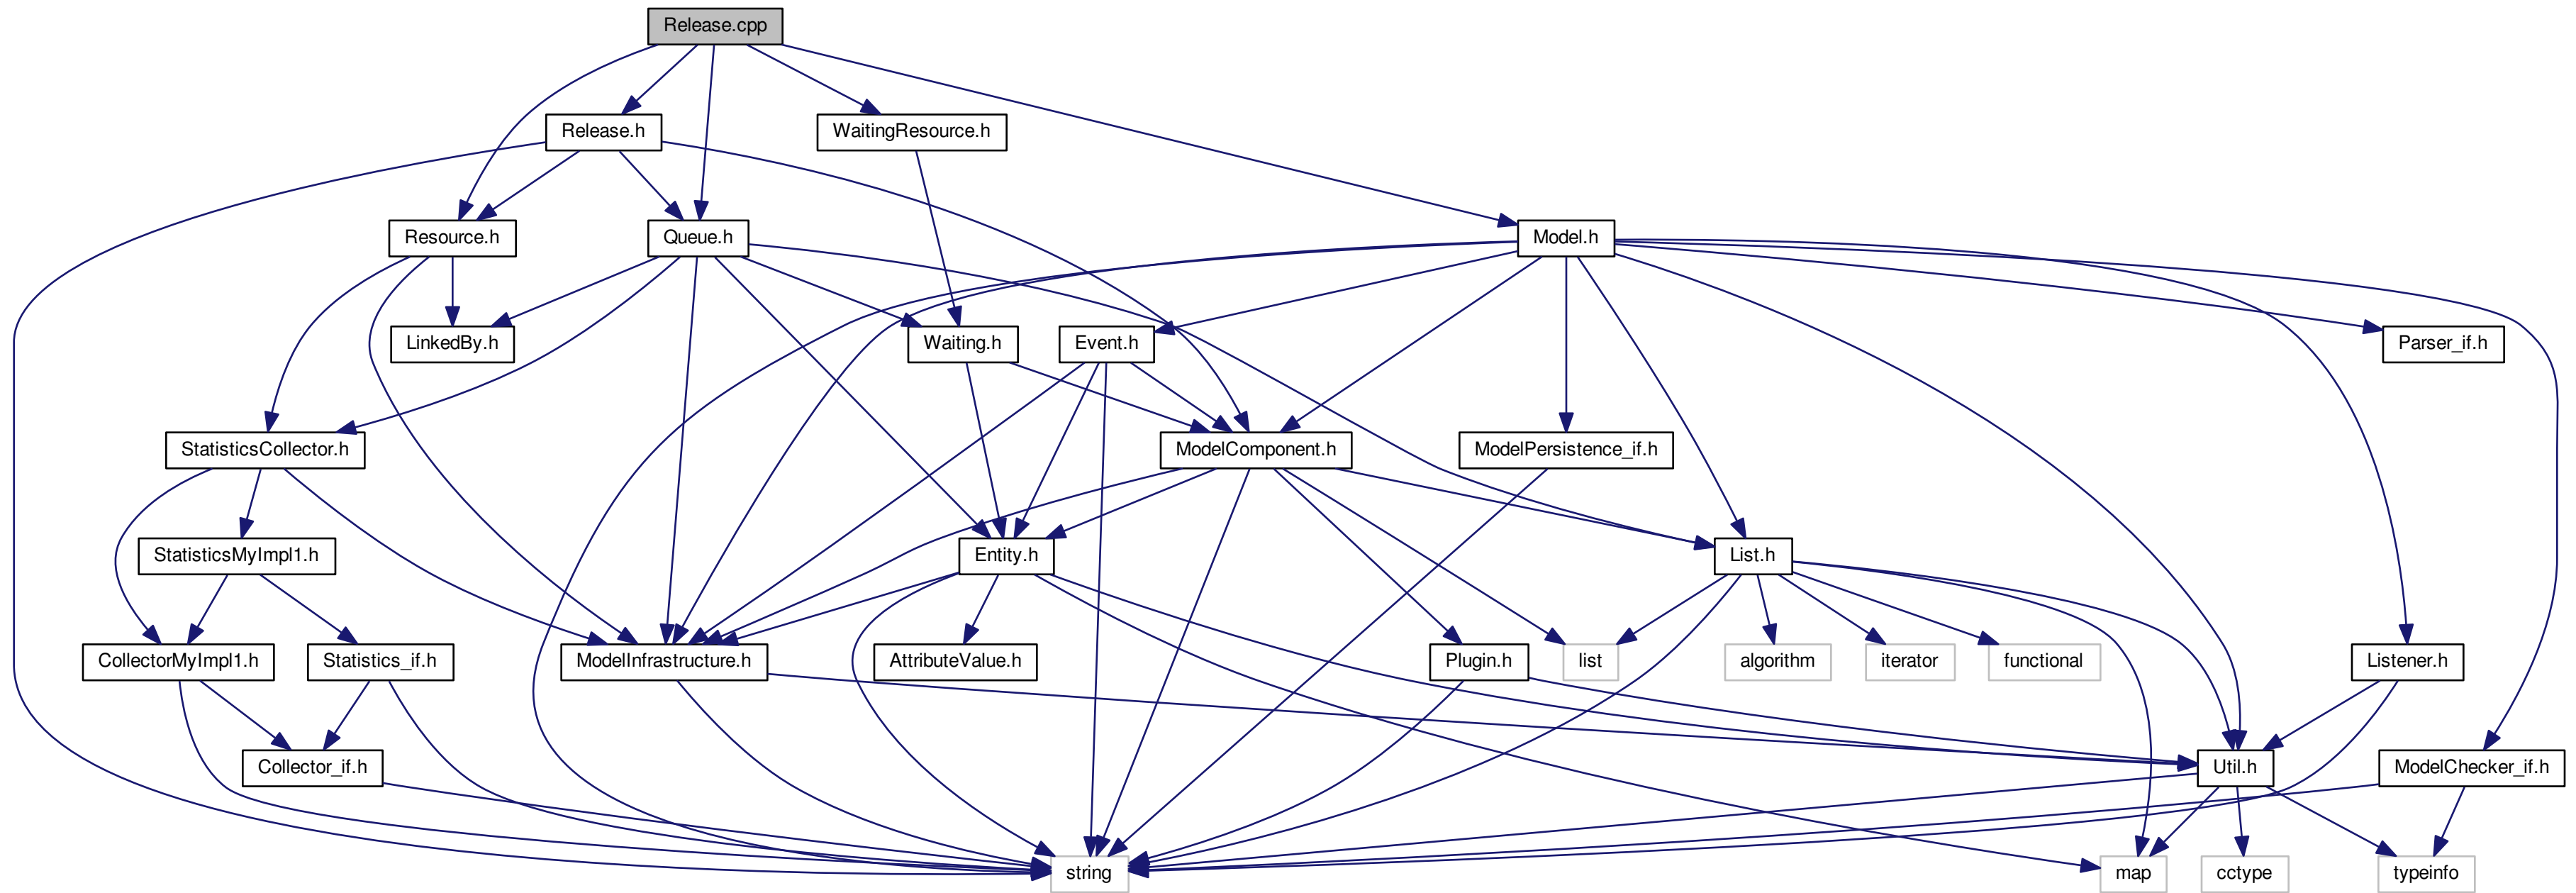 Release.cpp
Release.h
WaitingResource.h
Resource.h
Queue.h
Model.h
LinkedBy.h
Waiting.h
Event.h
Parser_if.h
StatisticsCollector.h
ModelComponent.h
ModelPersistence_if.h
StatisticsMyImpl1.h
Entity.h
List.h
CollectorMyImpl1.h
Statistics_if.h
ModelInfrastructure.h
AttributeValue.h
Plugin.h
list
algorithm
iterator
functional
Listener.h
Collector_if.h
Util.h
ModelChecker_if.h
string
map
cctype
typeinfo